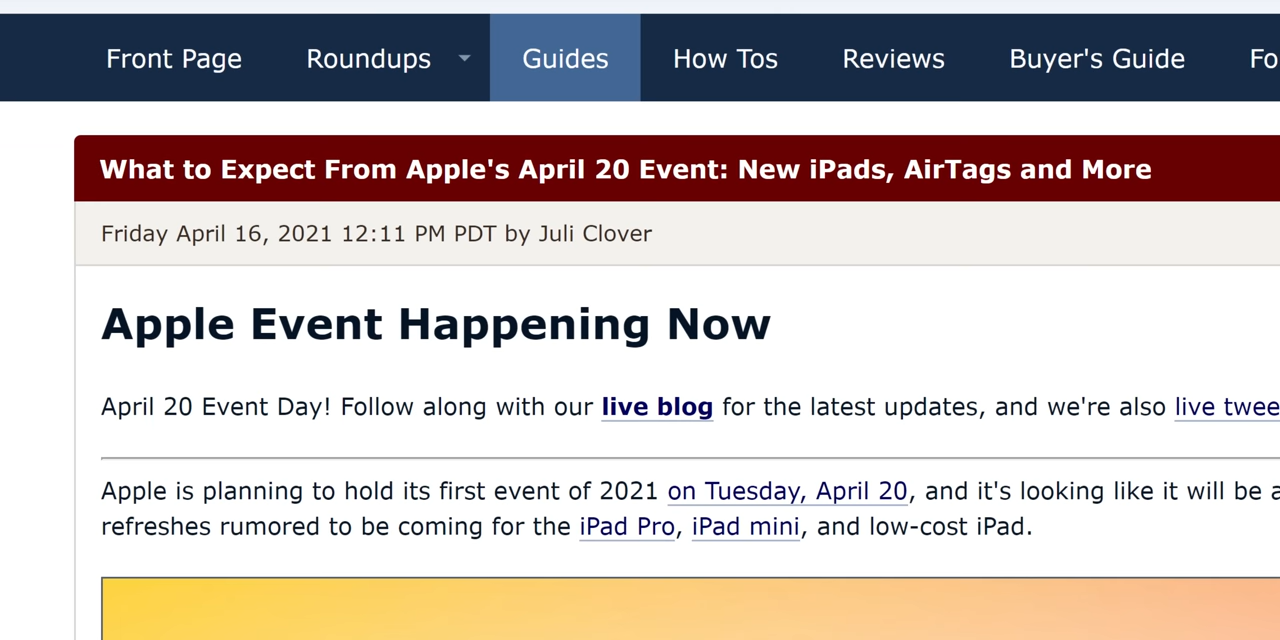 Front Page Roundups Guides How Tos Reviews Buyer's Guide Fo
What to Expect From Apple's April 20 Event: New iPads, AirTags and More
Friday April 16, 2021 12:11 PM PDT by Juli Clover
Apple Event Happening Now
April 20 Event Day! Follow along with our live blog for the latest updates, and we're also live twee
Apple is planning to hold its first event of 2021 on Tuesday, April 20, and it's looking like it will be a
refreshes rumored to be coming for the iPad Pro, iPad mini, and low-cost iPad.